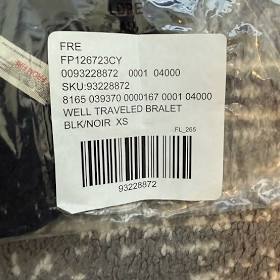 FRE
FP126723CY
0093228872 0001 04000
SKU:93228872
8165 039370 0000167 0001 04000
WELL TRAVELED BRALET
BLK/NOIR XS
FL_265
93228872